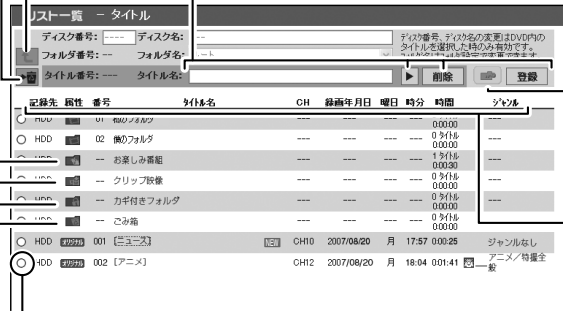 リスト一覧 － タイトル
ディスク番号: ---- ディスク名: --
ディスク番号、ディスク名の変更はDVD内の
タイトルを選択した時のみ有効です。
フォルダ番号: -- フォルダ名:
タイトル番号: --- タイトル名: 削除 登録
記録先 属性 番号 タイトル名 CH 録画年月日 曜日 時分 時間 ジャンル
HDD 01 他のフォルダ --- --- --- --- 0:00:00 ---
HDD 02 俺のフォルダ --- --- --- --- 0 タイトル 0:00:00 ---
-- お楽しみ番組 --- --- --- --- 1 タイトル 0:00:30 ---
-- クリップ映像 --- --- --- --- 0 タイトル 0:00:00 ---
-- カギ付きフォルダ --- --- --- --- 0 タイトル 0:00:00 ---
-- ごみ箱 --- --- --- --- 0 タイトル 0:00:00 ---
HDD オリジナル 001 [ニュース] NEW CH10 2007/08/20 月 17:57 0:00:25 ジャンルなし
HDD オリジナル 002 [アニメ] CH12 2007/08/20 月 18:04 0:01:41 アニメ／特撮全般